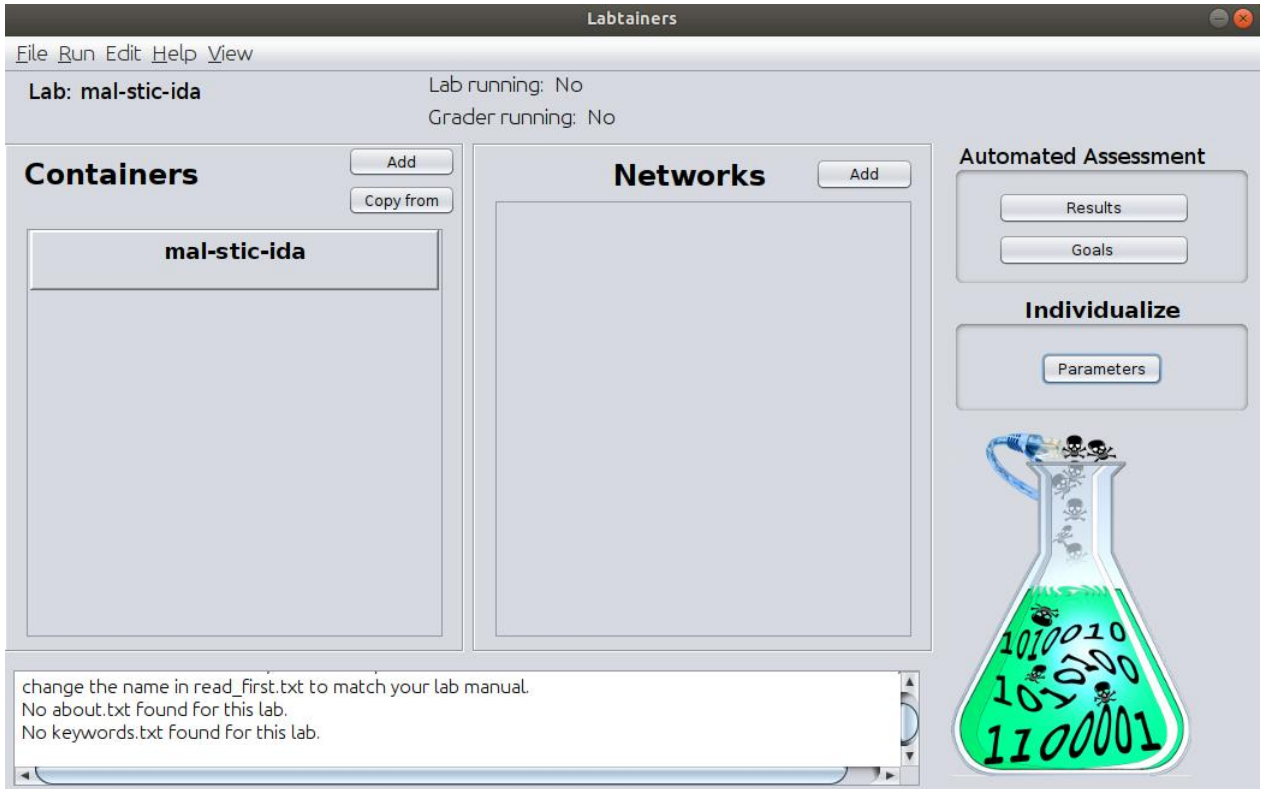 Labtainers
File Run Edit Help View
Lab: mal-stic-ida
Lab running: No
Grader running: No
Containers
Add
Copy from
mal-stic-ida
Networks
Add
Automated Assessment
Results
Goals
Individualize
Parameters
change the name in read_first.txt to match your lab manual.
No about.txt found for this lab.
No keywords.txt found for this lab.
1010010
1010100
1100001